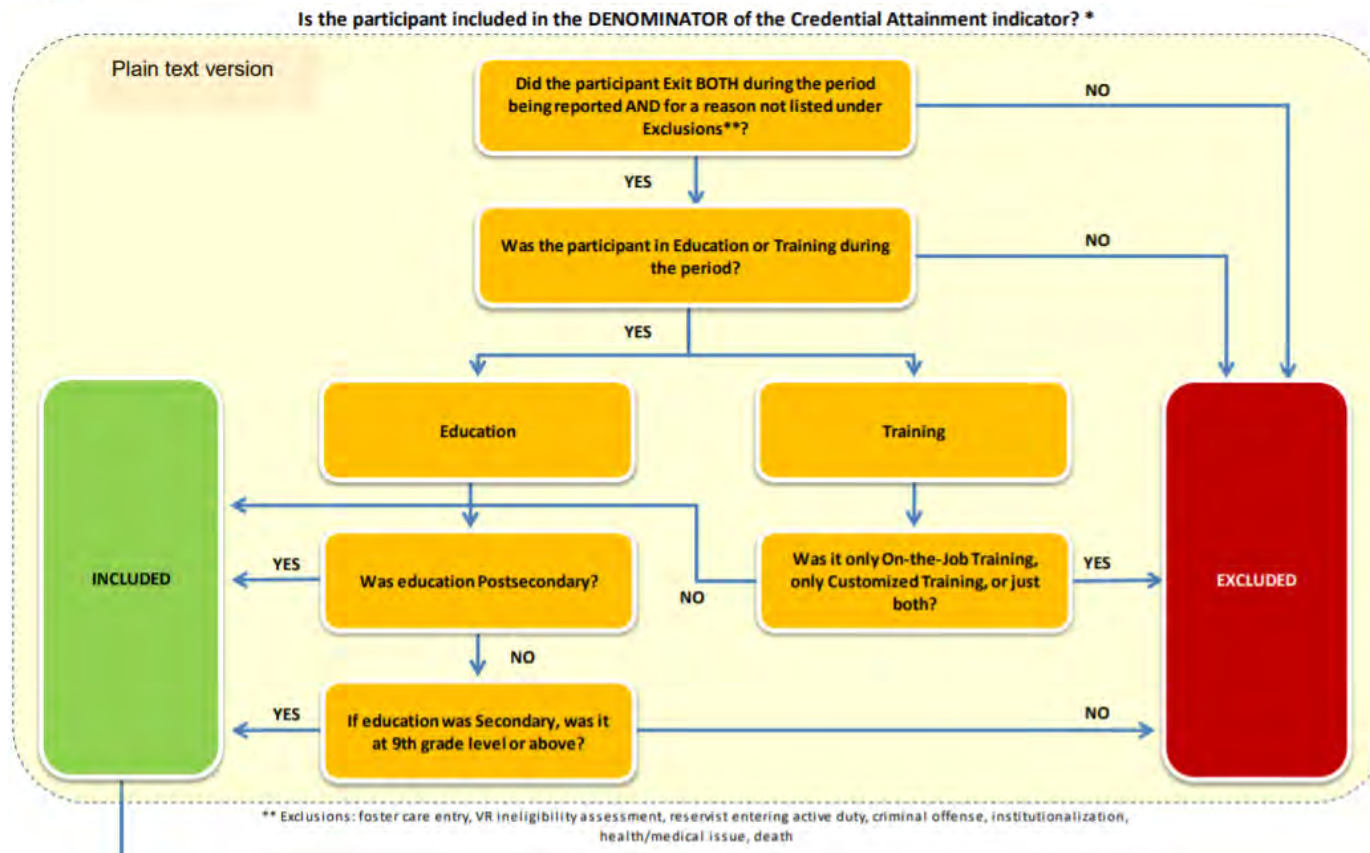 Is the participant included in the DENOMINATOR of the Credential Attainment indicator? *
Plain text version
Did the participant Exit BOTH during the period
being reported AND for a reason not listed under
Exclusions**?
NO
YES
Was the participant in Education or Training during
the period?
NO
YES
Education
Training
INCLUDED
YES
Was education Postsecondary?
NO
Was it only On-the-Job Training,
only Customized Training, or just
both?
YES
EXCLUDED
NO
YES
If education was Secondary, was it
at 9th grade level or above?
NO
** Exclusions: foster care entry, VR ineligibility assessment, reservist entering active duty, criminal offense, institutionalization,
health/medical issue, death